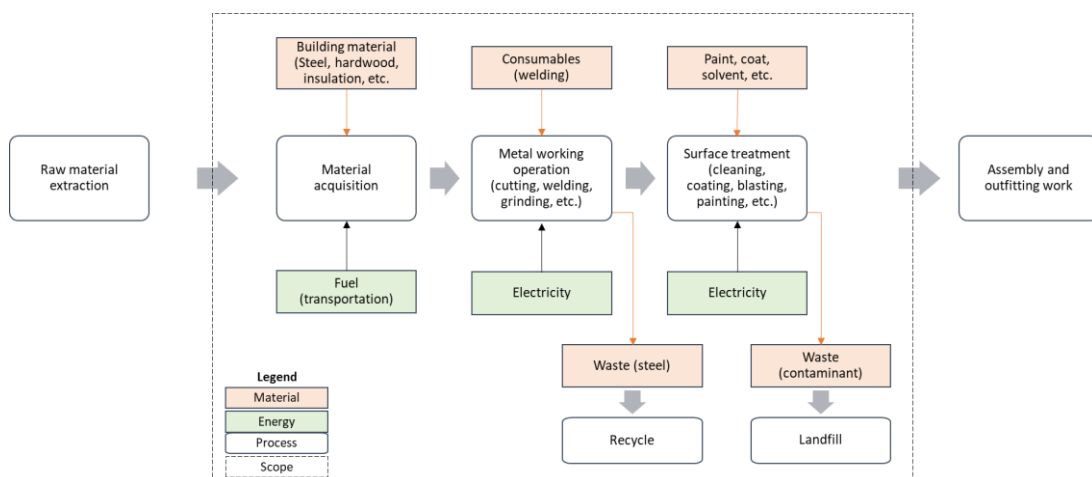 Building material
(Steel, hardwood,
insulation, etc.
Consumables
(welding)
Paint, coat,
solvent, etc.
Raw material
extraction
Material
acquisition
Metal working
operation
(cutting, welding,
grinding, etc.)
Surface treatment
(cleaning,
coating, blasting,
painting, etc.)
Assembly and
outfitting work
Fuel
(transportation)
Electricity
Electricity
Waste (steel)
Waste
(contaminant)
Recycle
Landfill
Legend
Material
Energy
Process
Scope